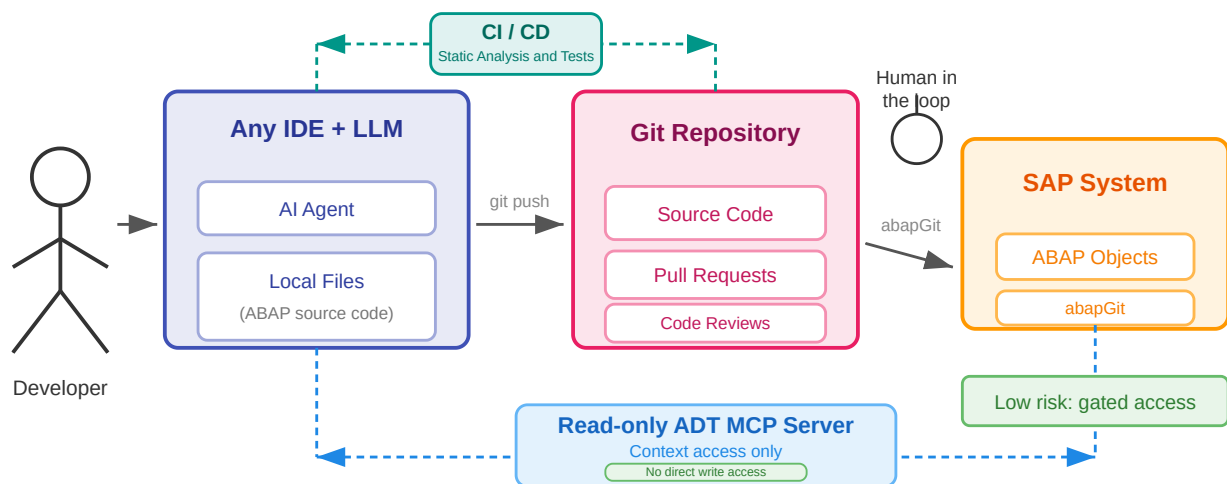 CI / CD
Static Analysis and Tests
Human in
the loop
Any IDE + LLM
AI Agent
Local Files
(ABAP source code)
git push
Git Repository
Source Code
Pull Requests
Code Reviews
abapGit
SAP System
ABAP Objects
abapGit
Developer
Low risk: gated access
Read-only ADT MCP Server
Context access only
No direct write access